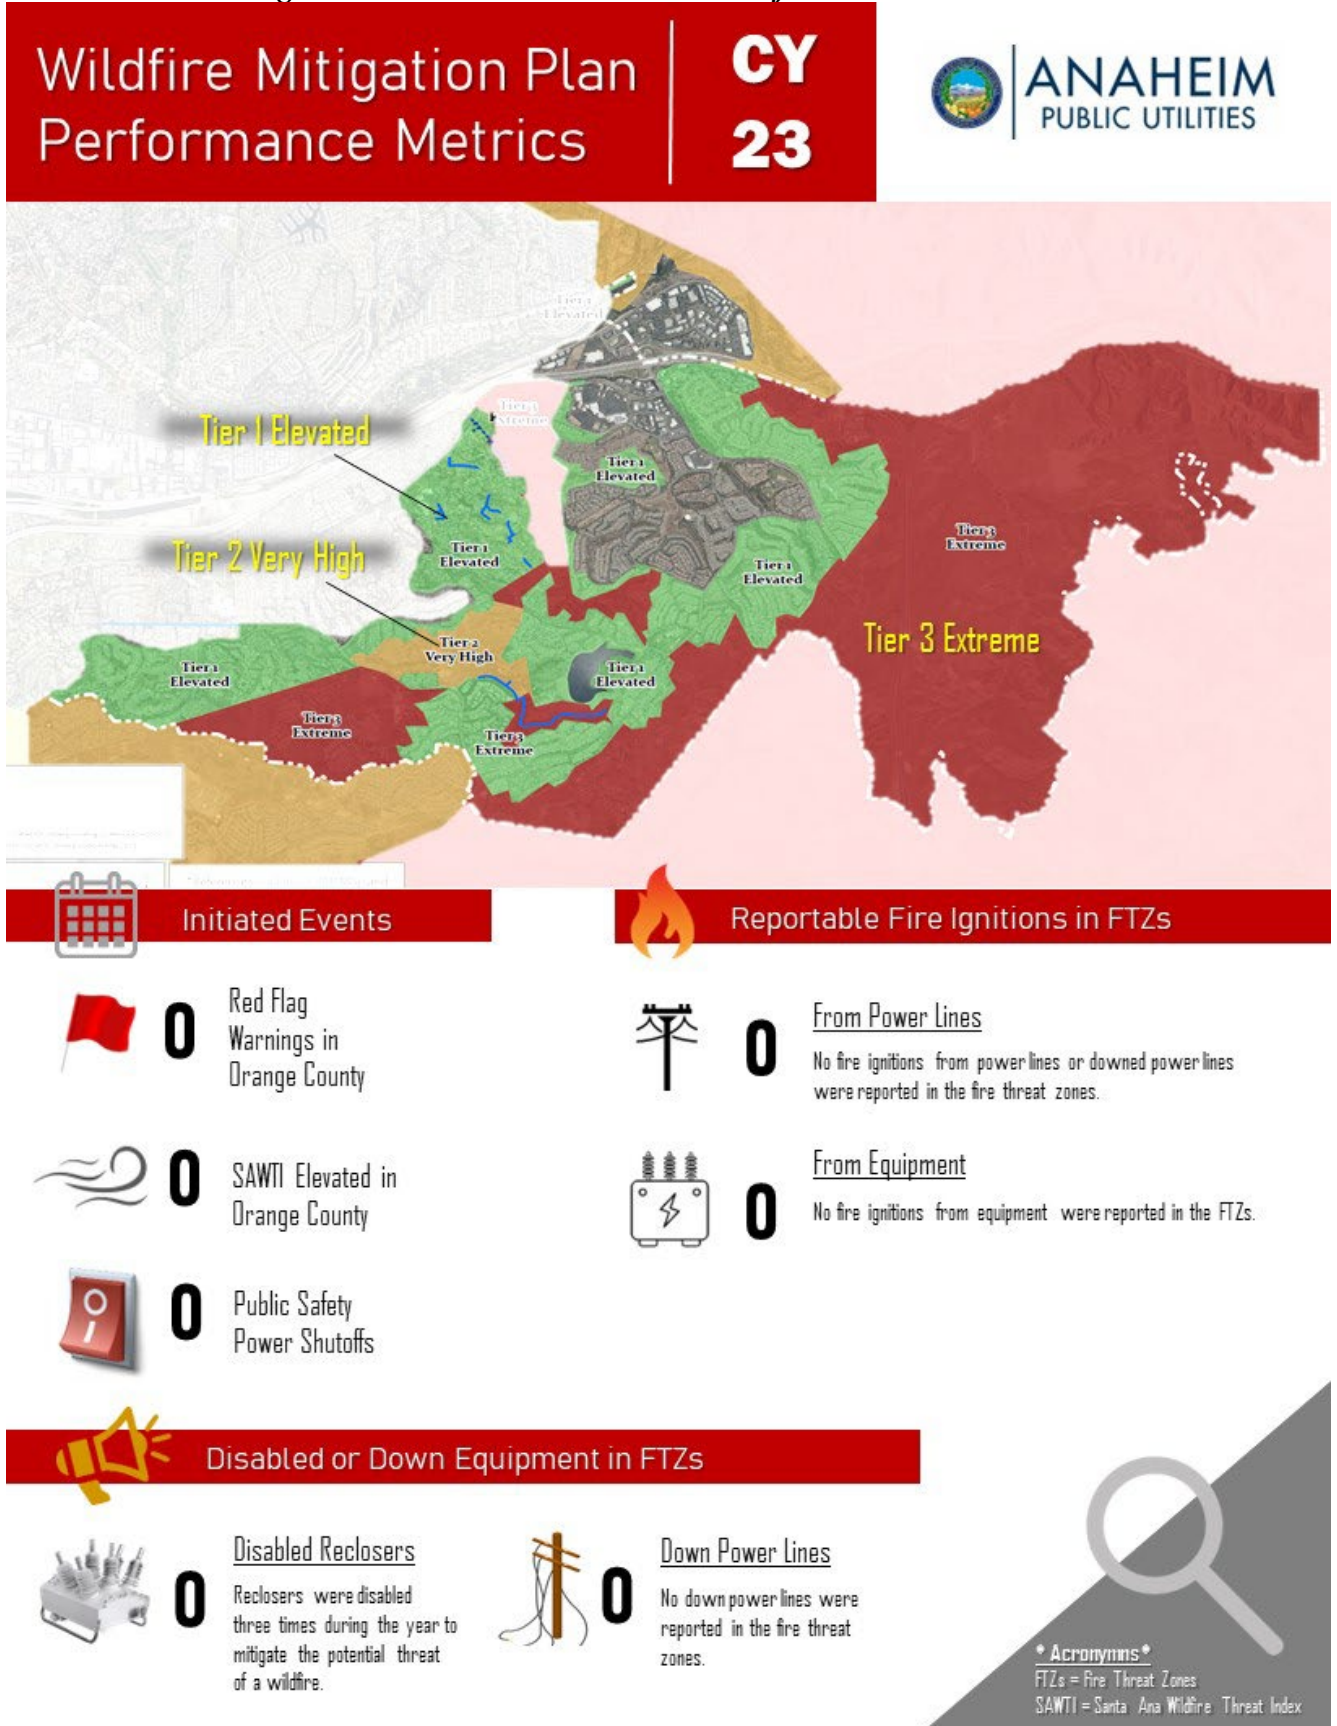 Wildfire Mitigation Plan
Performance Metrics
CY
23
ANAHEIM
PUBLIC UTILITIES
Tier 1
Elevated
Tier 3
Extreme
Tier 1 Elevated
Tier 1
Elevated
Tier 3
Extreme
Tier 1
Elevated
Tier 2 Very High
Tier 1
Elevated
Tier 3 Extreme
Tier 2
Very High
Tier 1
Elevated
Tier 1
Elevated
Tier 3
Extreme
Tier 3
Extreme
Initiated Events
0
Red Flag
Warnings in
Orange County
0
SAWTI Elevated in
Orange County
0
Public Safety
Power Shutoffs
Reportable Fire Ignitions in FTZs
0
From Power Lines
No fire ignitions from power lines or downed power lines
were reported in the fire threat zones.
0
From Equipment
No fire ignitions from equipment were reported in the FTZs.
Disabled or Down Equipment in FTZs
0
Disabled Reclosers
Reclosers were disabled
three times during the year to
mitigate the potential threat
of a wildfire.
0
Down Power Lines
No down power lines were
reported in the fire threat
zones.
* Acronymns*
FTZs = Fire Threat Zones
SAWTI = Santa Ana Wildfire Threat Index